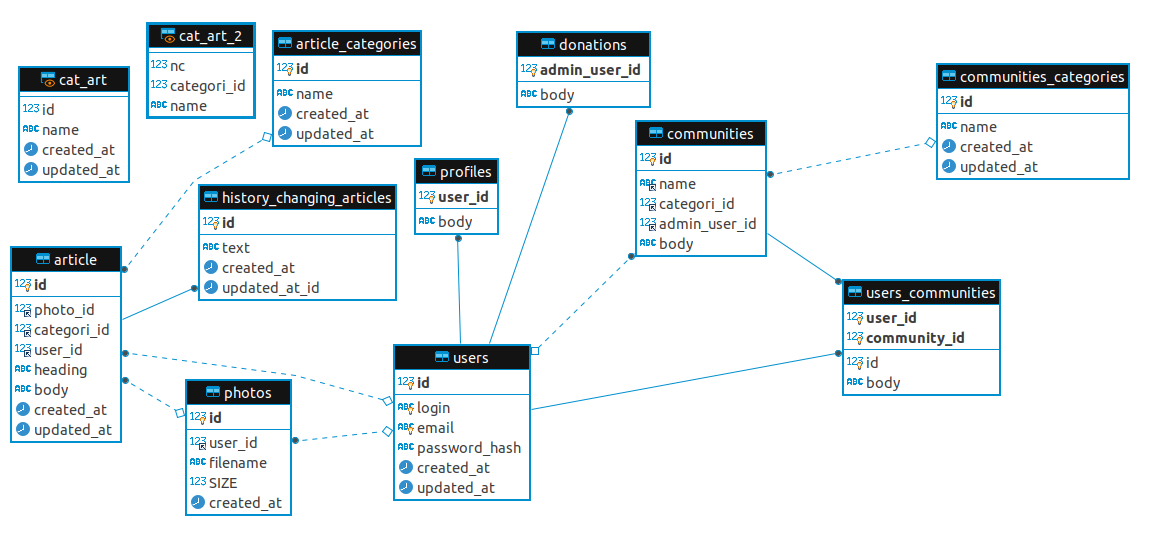 cat_art
123 id
ABC name
created_at
updated_at
cat_art_2
123 nc
123 categori_id
ABC name
article_categories
123 id
ABC name
created_at
updated_at
donations
123 admin_user_id
ABC body
communities_categories
123 id
ABC name
created_at
updated_at
communities
123 id
ABC name
123 categori_id
123 admin_user_id
ABC body
profiles
123 user_id
ABC body
history_changing_articles
123 id
ABC text
created_at
updated_at_id
article
123 id
123 photo_id
123 categori_id
123 user_id
ABC heading
ABC body
created_at
updated_at
users_communities
123 user_id
123 community_id
123 id
ABC body
users
123 id
ABC login
ABC email
ABC password_hash
created_at
updated_at
photos
123 id
123 user_id
ABC filename
123 SIZE
created_at